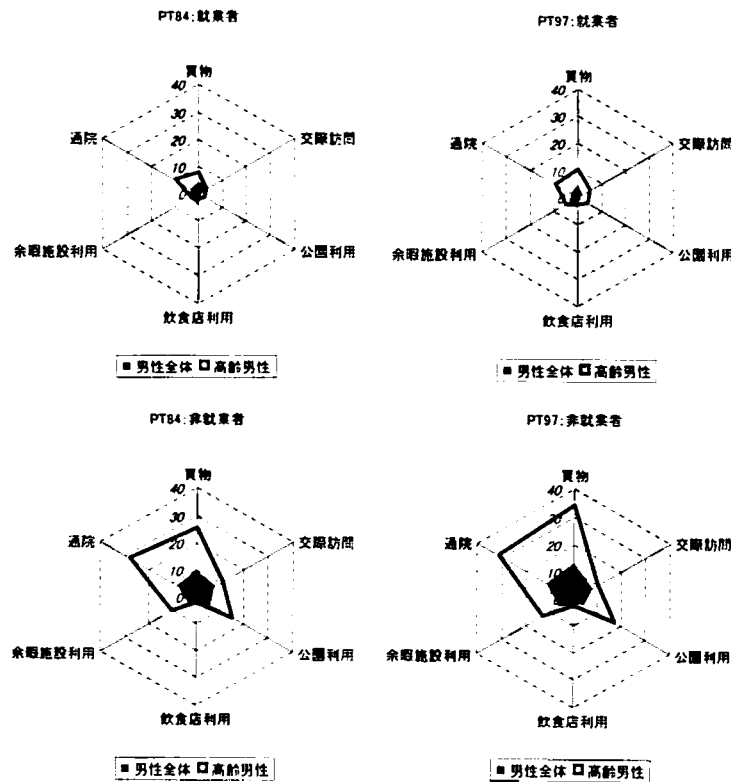 PT84:就業者
買物
40
30
20
10
0
交際訪問
公園利用
飲食店利用
余暇施設利用
通院
■男性全体 □高齢男性
PT97:就業者
買物
40
30
20
10
0
交際訪問
公園利用
飲食店利用
余暇施設利用
通院
■男性全体 □高齢男性
PT84:非就業者
買物
40
30
20
10
0
交際訪問
公園利用
飲食店利用
余暇施設利用
通院
■男性全体 □高齢男性
PT97:非就業者
買物
40
30
20
10
交際訪問
公園利用
飲食店利用
余暇施設利用
通院
■男性全体 □高齢男性